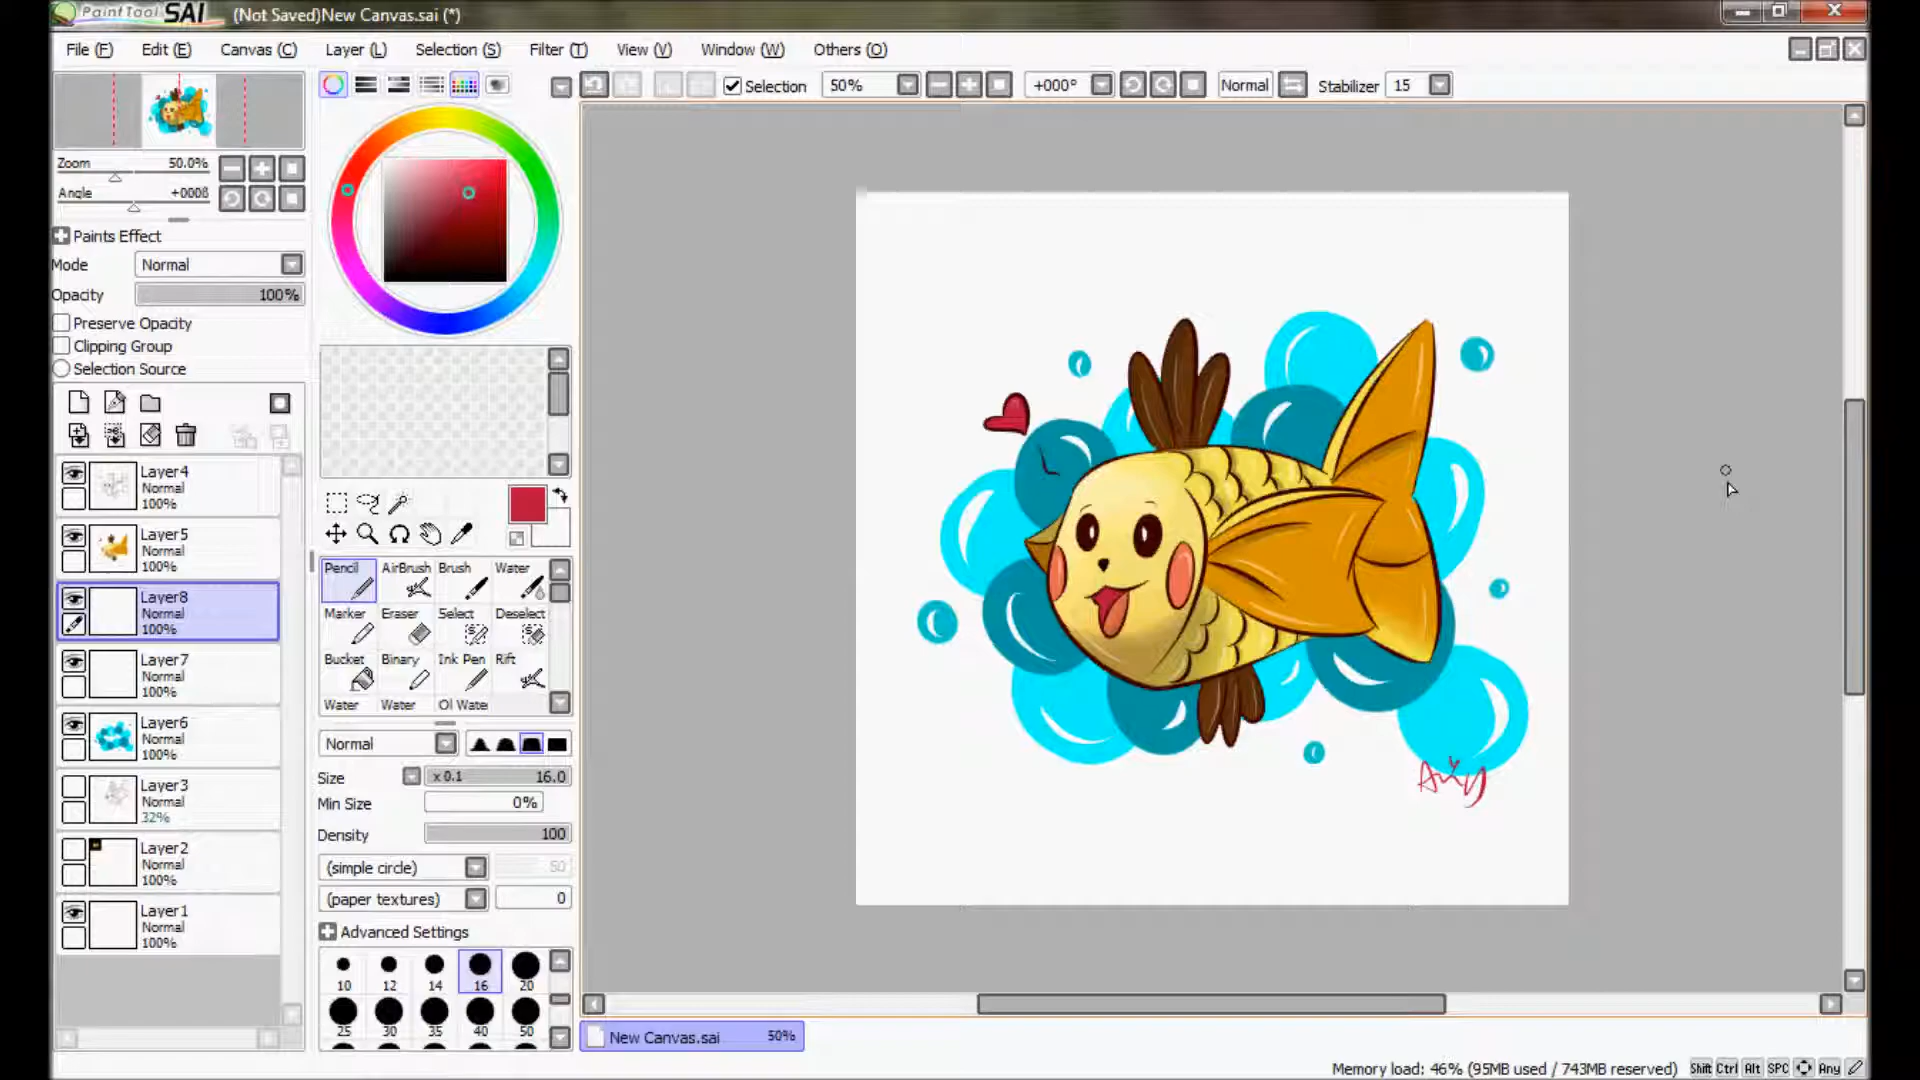 PaintTool SAI (Not Saved)New Canvas.sai (*)
File (F) Edit (E) Canvas (C) Layer (L) Selection (S) Filter (T) View (V) Window (W) Others (O)
Selection 50% +000° Normal Stabilizer 15
Zoom 50.0%
Angle +000ß
Paints Effect
Mode Normal
Opacity 100%
Preserve Opacity
Clipping Group
Selection Source
Layer4
Normal
100%
Layer5
Normal
100%
Layer8
Normal
100%
Layer7
Normal
100%
Layer6
Normal
100%
Layer3
Normal
32%
Layer2
Normal
100%
Layer1
Normal
100%
Pencil AirBrush Brush Water
Marker Eraser Select Deselect
Bucket Binary Ink Pen Rift
Water Water Ol Wate
Normal
Size x 0.1 16.0
Min Size 0%
Density 100
(simple circle) 50
(paper textures) 0
Advanced Settings
10 12 14 16 20
25 30 35 40 50
New Canvas.sai 50%
Memory load: 46% (95MB used / 743MB reserved) Shift Ctrl Alt SPC Any